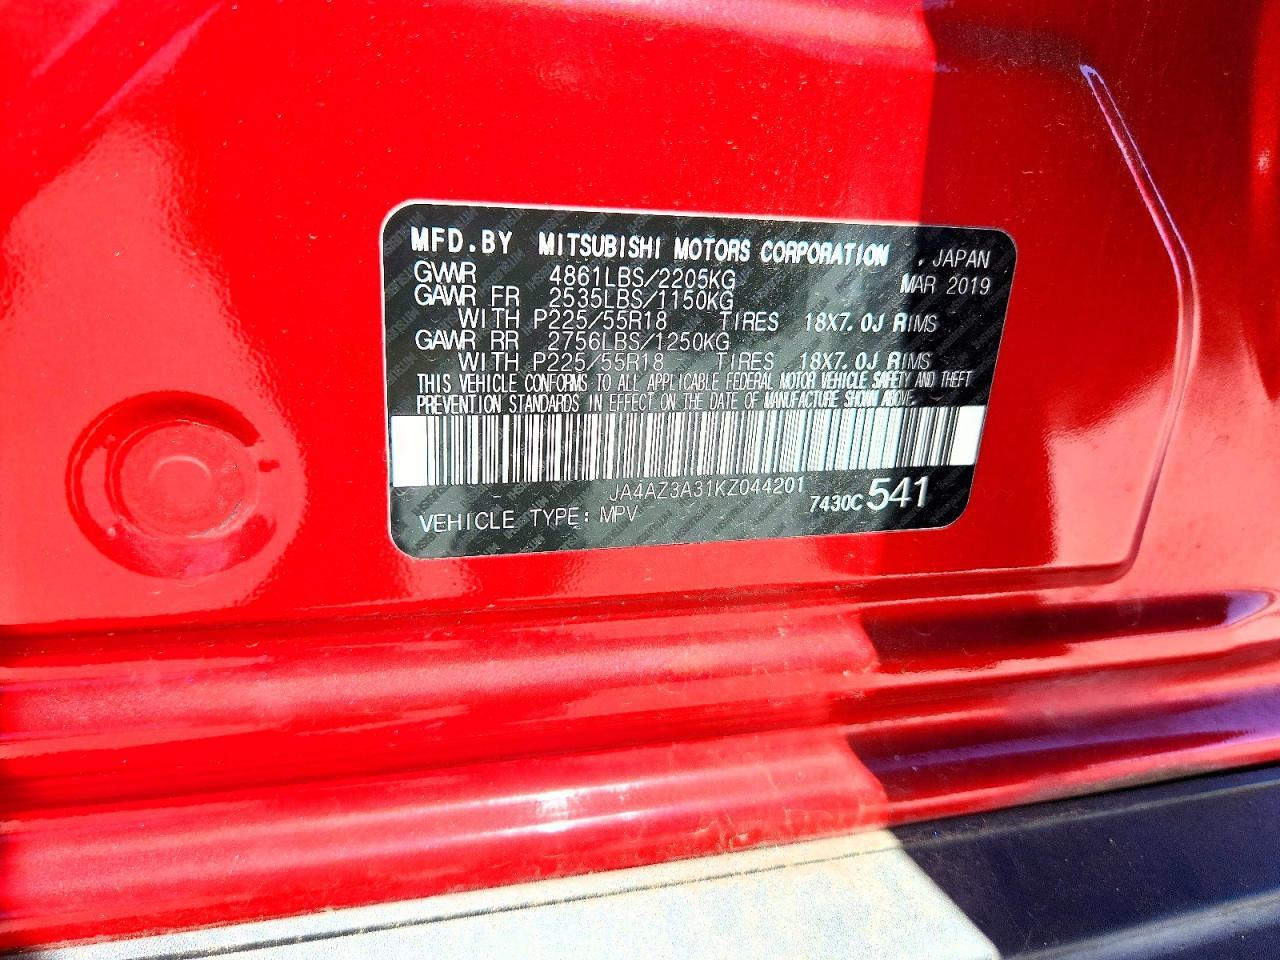 MFD.BY MITSUBISHI MOTORS CORPORATION , JAPAN
GVWR 4861LBS/2205KG MAR 2019
GAWR FR 2535LBS/1150KG
WITH P225/55R18 TIRES 18X7.0J RIMS
GAWR RR 2756LBS/1250KG
WITH P225/55R18 TIRES 18X7.0J RIMS
THIS VEHICLE CONFORMS TO ALL APPLICABLE FEDERAL MOTOR VEHICLE SAFETY AND THEFT
PREVENTION STANDARDS IN EFFECT ON THE DATE OF MANUFACTURE SHOWN ABOVE.
JA4AZ3A31KZ044201
VEHICLE TYPE: MPV 7430C 541